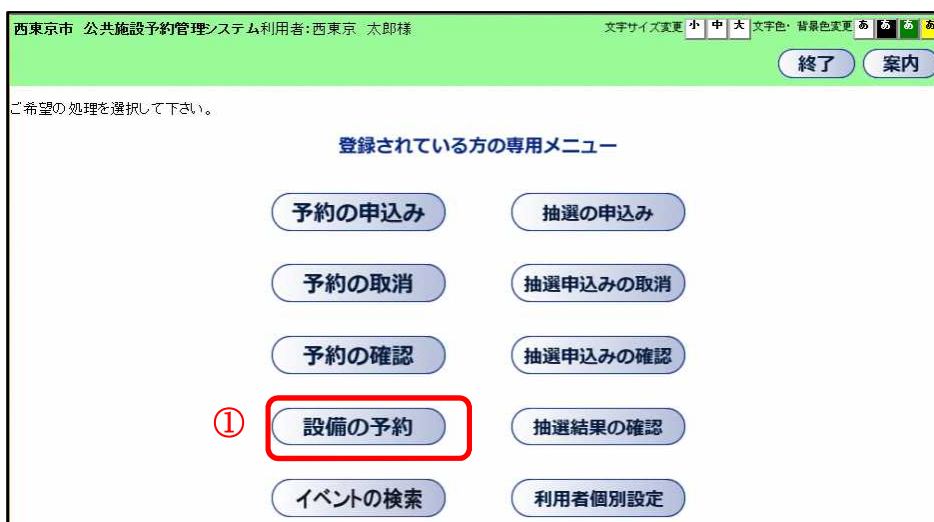 西東京市 公共施設予約管理システム利用者:西東京 太郎様 文字サイズ変更 小 中 大 文字色・背景色変更 あ あ あ あ
終了 案内
ご希望の処理を選択して下さい。
登録されている方の専用メニュー
予約の申込み 抽選の申込み
予約の取消 抽選申込みの取消
予約の確認 抽選申込みの確認
① 設備の予約 抽選結果の確認
イベントの検索 利用者個別設定